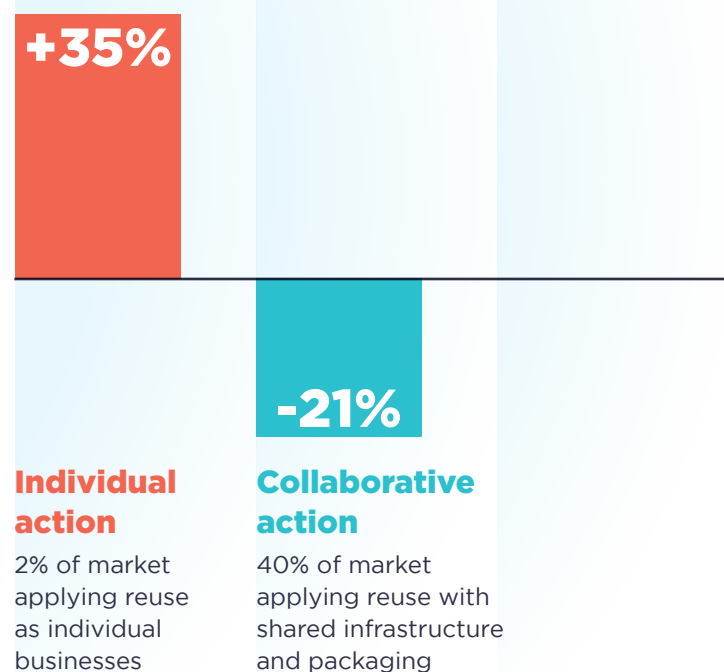 +35%
-21%
Individual
action
2% of market
applying reuse
as individual
businesses
Collaborative
action
40% of market
applying reuse with
shared infrastructure
and packaging